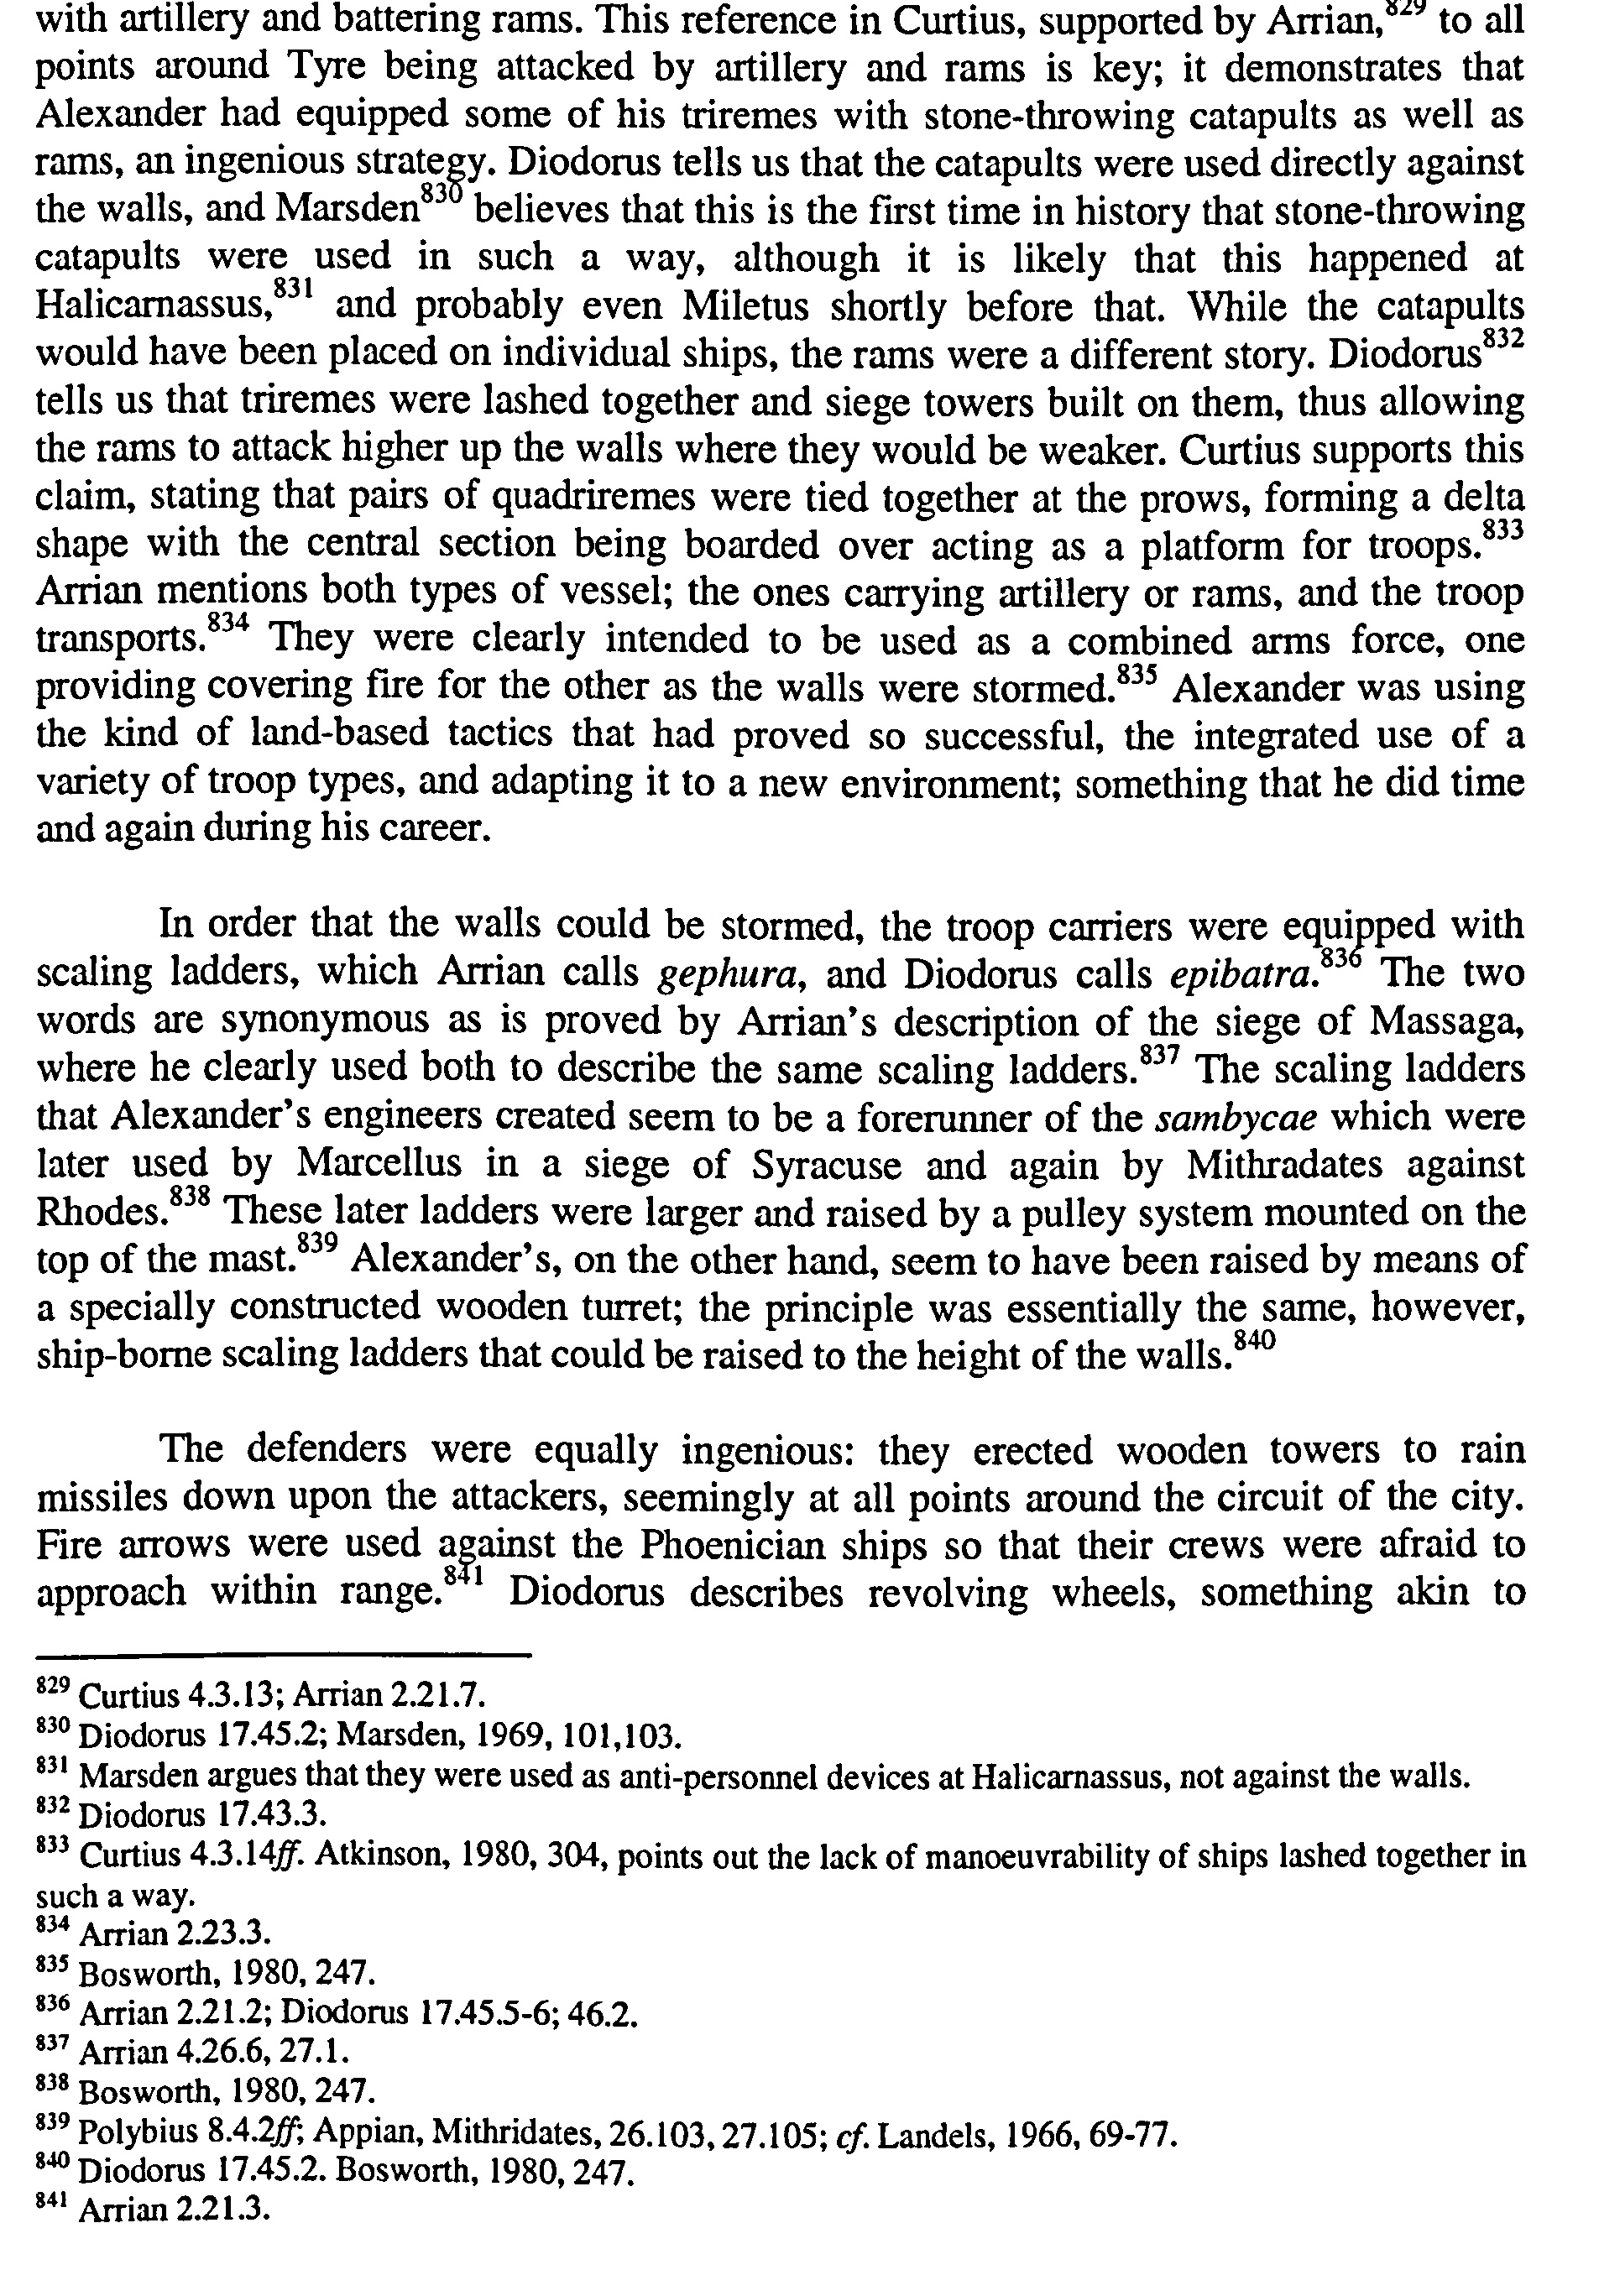 with artillery and battering rams. This reference in Curtius, supported by Arrian,829 to all
points around Tyre being attacked by artillery and rams is key; it demonstrates that
Alexander had equipped some of his triremes with stone-throwing catapults as well as
rams, an ingenious strategy. Diodorus tells us that the catapults were used directly against
the walls, and Marsden830 believes that this is the first time in history that stone-throwing
catapults were used in such a way, although it is likely that this happened at
Halicarnassus,831 and probably even Miletus shortly before that. While the catapults
would have been placed on individual ships, the rams were a different story. Diodorus832
tells us that triremes were lashed together and siege towers built on them, thus allowing
the rams to attack higher up the walls where they would be weaker. Curtius supports this
claim, stating that pairs of quadriremes were tied together at the prows, forming a delta
shape with the central section being boarded over acting as a platform for troops.833
Arrian mentions both types of vessel; the ones carrying artillery or rams, and the troop
transports.834 They were clearly intended to be used as a combined arms force, one
providing covering fire for the other as the walls were stormed.835 Alexander was using
the kind of land-based tactics that had proved so successful, the integrated use of a
variety of troop types, and adapting it to a new environment; something that he did time
and again during his career.
In order that the walls could be stormed, the troop carriers were equipped with
scaling ladders, which Arrian calls gephura, and Diodorus calls epibatra.836 The two
words are synonymous as is proved by Arrian's description of the siege of Massaga,
where he clearly used both to describe the same scaling ladders.837 The scaling ladders
that Alexander's engineers created seem to be a forerunner of the sambycae which were
later used by Marcellus in a siege of Syracuse and again by Mithradates against
Rhodes.838 These later ladders were larger and raised by a pulley system mounted on the
top of the mast.839 Alexander's, on the other hand, seem to have been raised by means of
a specially constructed wooden turret; the principle was essentially the same, however,
ship-borne scaling ladders that could be raised to the height of the walls.840
The defenders were equally ingenious: they erected wooden towers to rain
missiles down upon the attackers, seemingly at all points around the circuit of the city.
Fire arrows were used against the Phoenician ships so that their crews were afraid to
approach within range.841 Diodorus describes revolving wheels, something akin to
829 Curtius 4.3.13; Arrian 2.21.7.
830 Diodorus 17.45.2; Marsden, 1969, 101,103.
831 Marsden argues that they were used as anti-personnel devices at Halicarnassus, not against the walls.
832 Diodorus 17.43.3.
833 Curtius 4.3.14ff. Atkinson, 1980, 304, points out the lack of manoeuvrability of ships lashed together in
such a way.
834 Arrian 2.23.3.
835 Bosworth, 1980, 247.
836 Arrian 2.21.2; Diodorus 17.45.5-6; 46.2.
837 Arrian 4.26.6, 27.1.
838 Bosworth, 1980, 247.
839 Polybius 8.4.2ff; Appian, Mithridates, 26.103, 27.105; cf. Landels, 1966, 69-77.
840 Diodorus 17.45.2. Bosworth, 1980, 247.
841 Arrian 2.21.3.